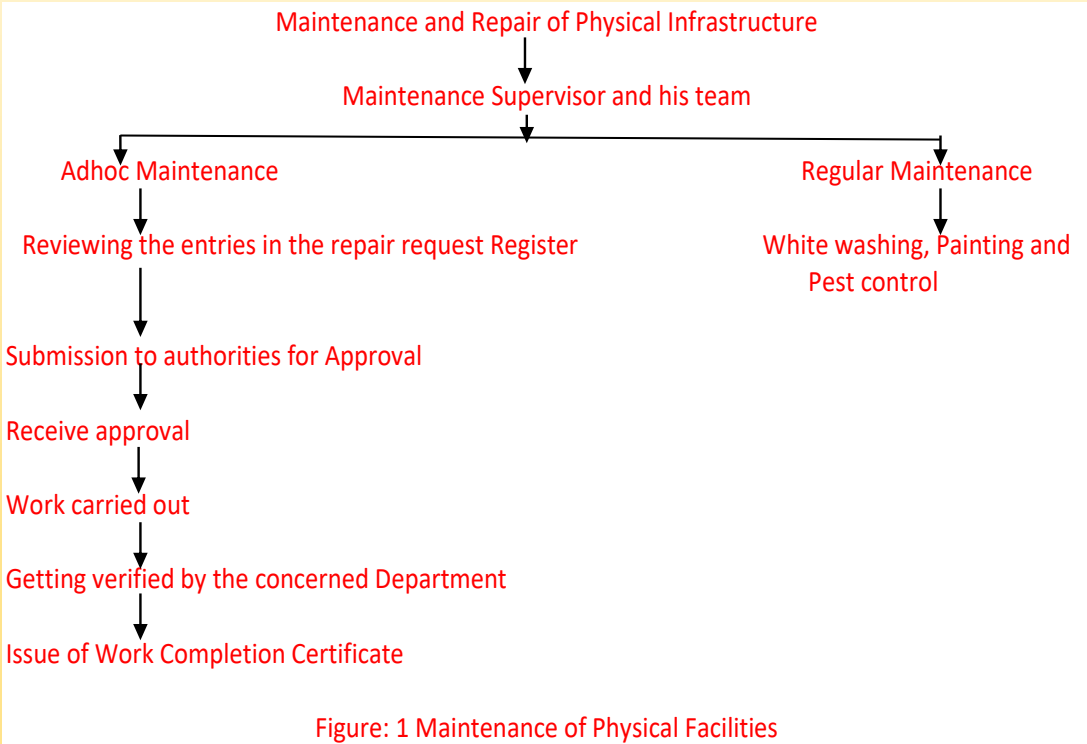 Maintenance and Repair of Physical Infrastructure
Maintenance Supervisor and his team
Adhoc Maintenance
Regular Maintenance
Reviewing the entries in the repair request Register
White washing, Painting and
Pest control
Submission to authorities for Approval
Receive approval
Work carried out
Getting verified by the concerned Department
Issue of Work Completion Certificate
Figure: 1 Maintenance of Physical Facilities